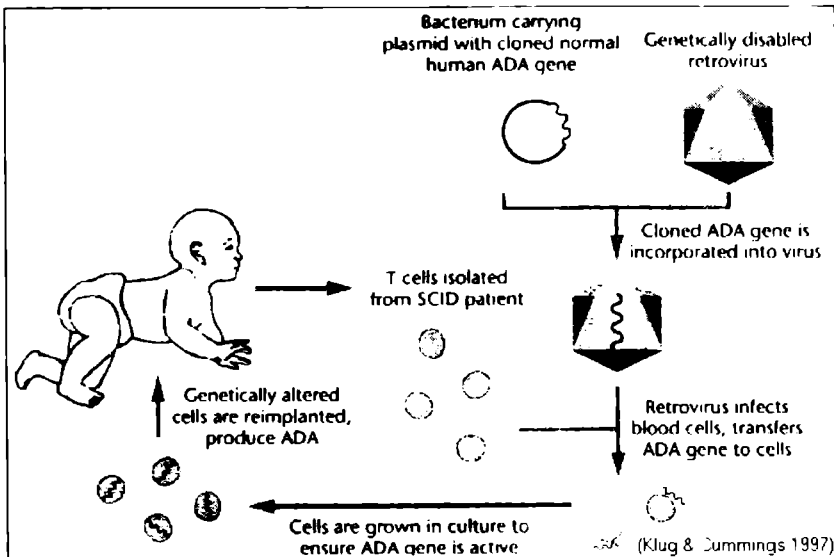 Bacterium carrying
plasmid with cloned normal
human ADA gene
Genetically disabled
retrovirus
Cloned ADA gene is
incorporated into virus
T cells isolated
from SCID patient
Genetically altered
cells are reimplanted,
produce ADA
Retrovirus infects
blood cells, transfers
ADA gene to cells
Cells are grown in culture to
ensure ADA gene is active
(Klug & Cummings 1997)